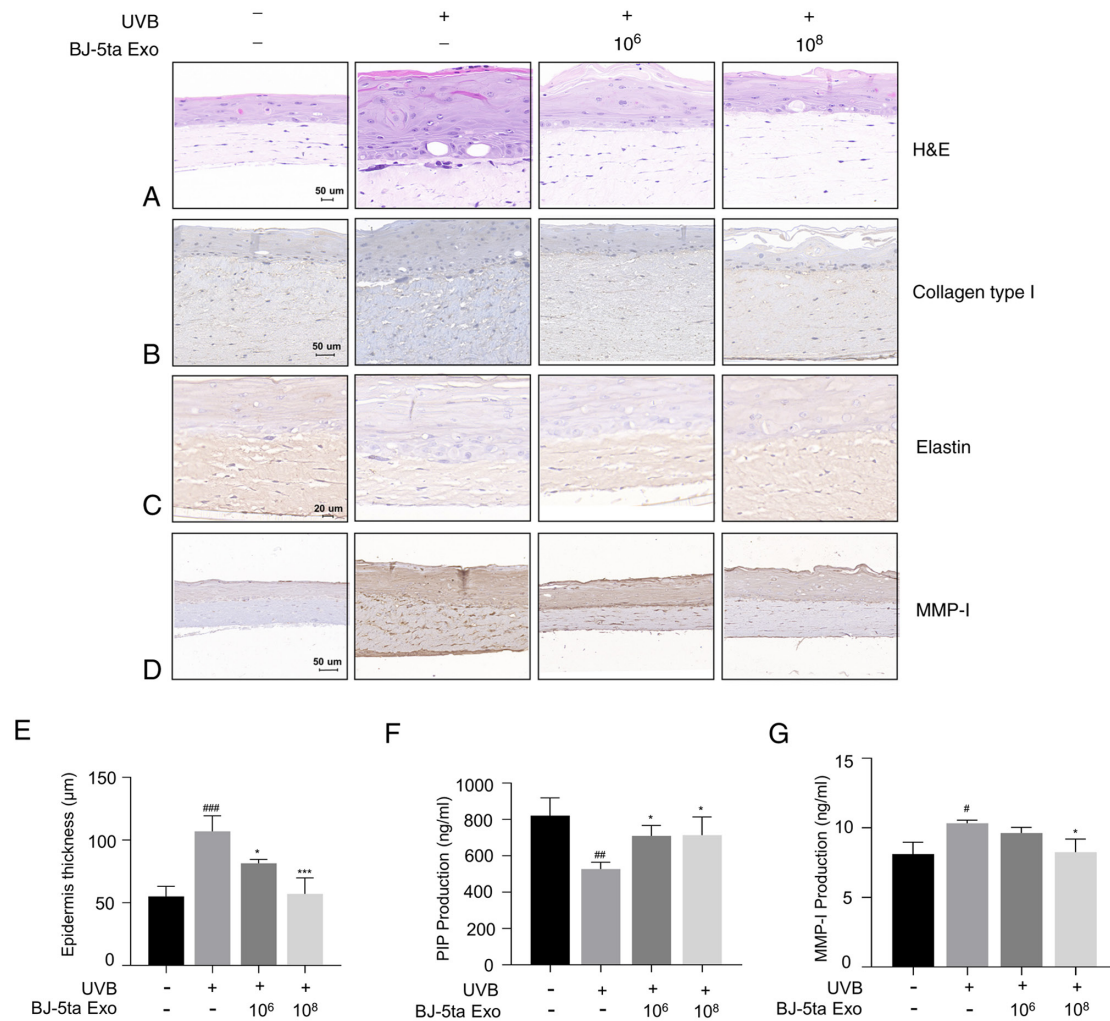 UVB – + + +
BJ-5ta Exo – – 10⁶ 10⁸
H&E
50 um
A
Collagen type I
50 um
B
Elastin
20 um
C
MMP-I
50 um
D
E
Epidermis thickness (μm)
150
100
50
0
###
*
***
UVB - + + +
BJ-5ta Exo - - 10⁶ 10⁸
F
PIP Production (ng/ml)
1000
800
600
400
200
0
##
*
*
UVB - + + +
BJ-5ta Exo - - 10⁶ 10⁸
G
MMP-I Production (ng/ml)
15
10
5
0
#
*
UVB - + + +
BJ-5ta Exo - - 10⁶ 10⁸